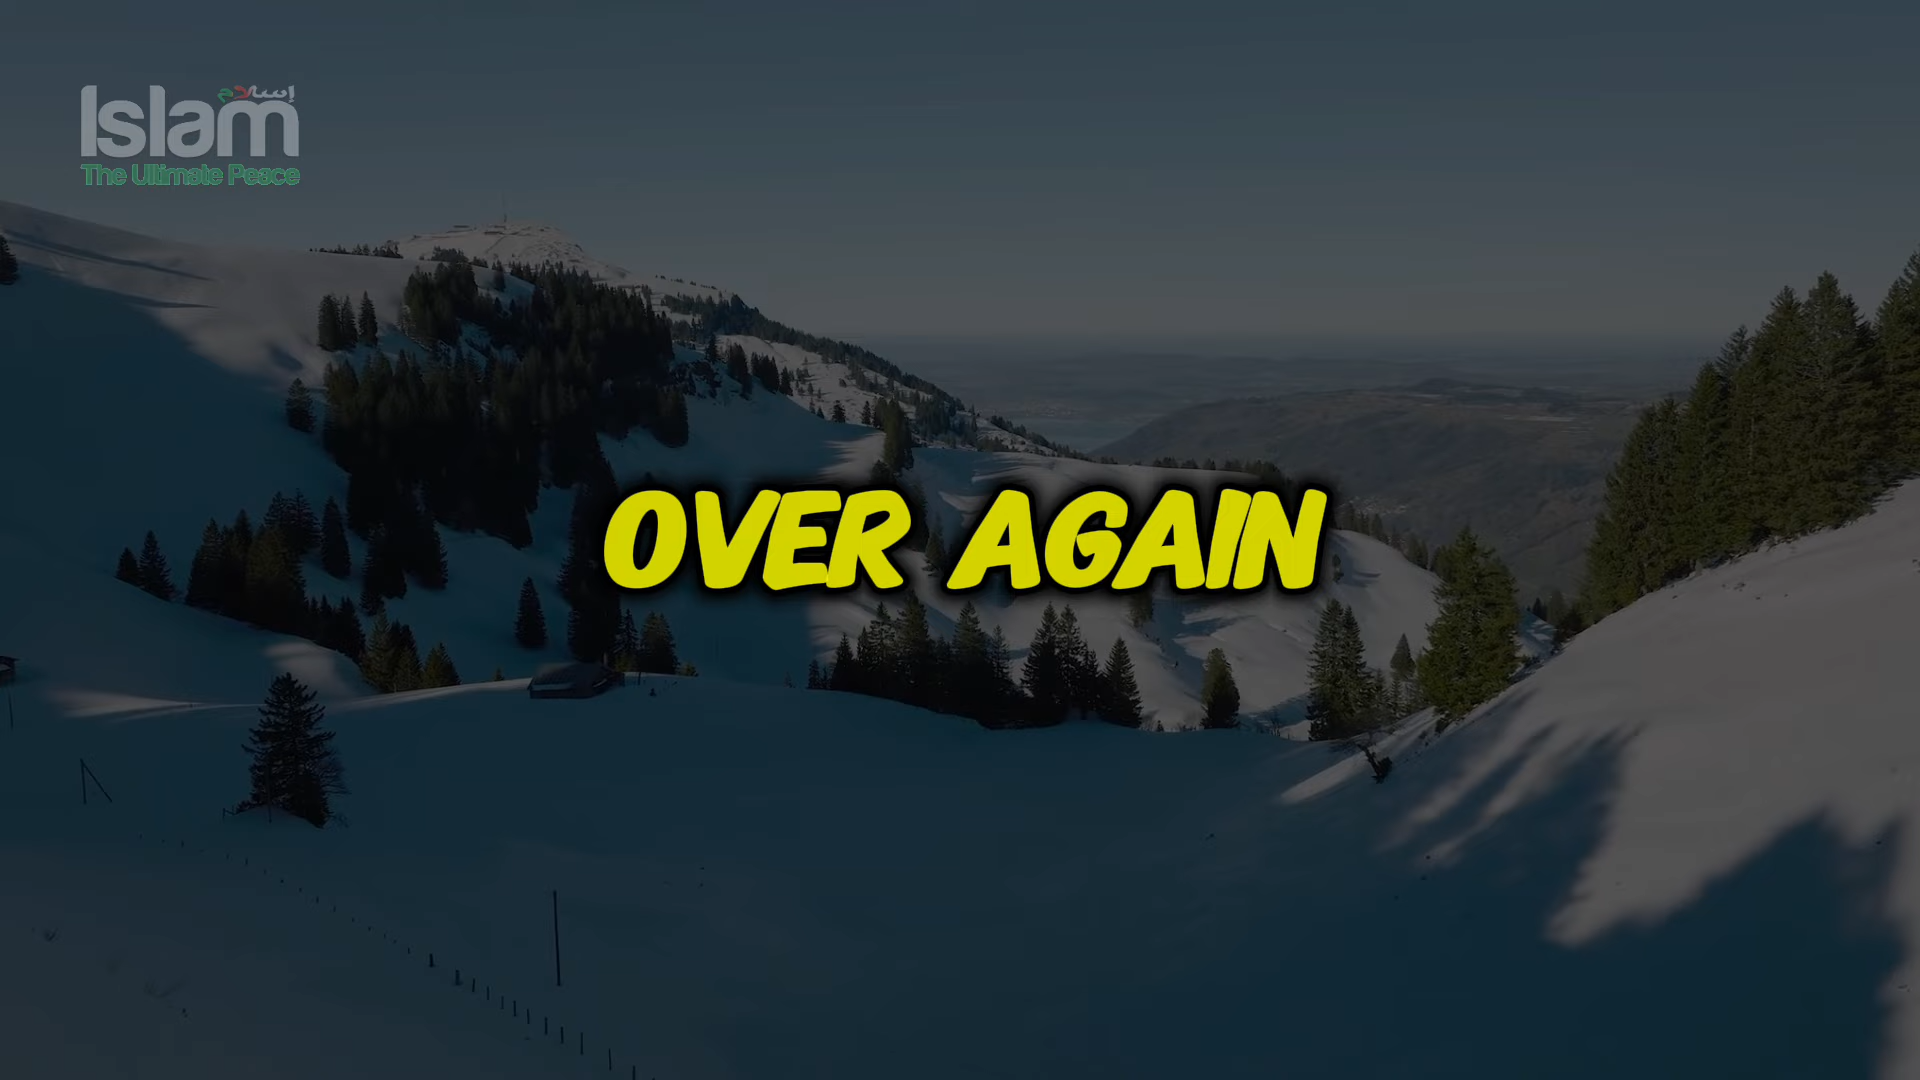 Islam إسلام
The Ultimate Peace
OVER AGAIN